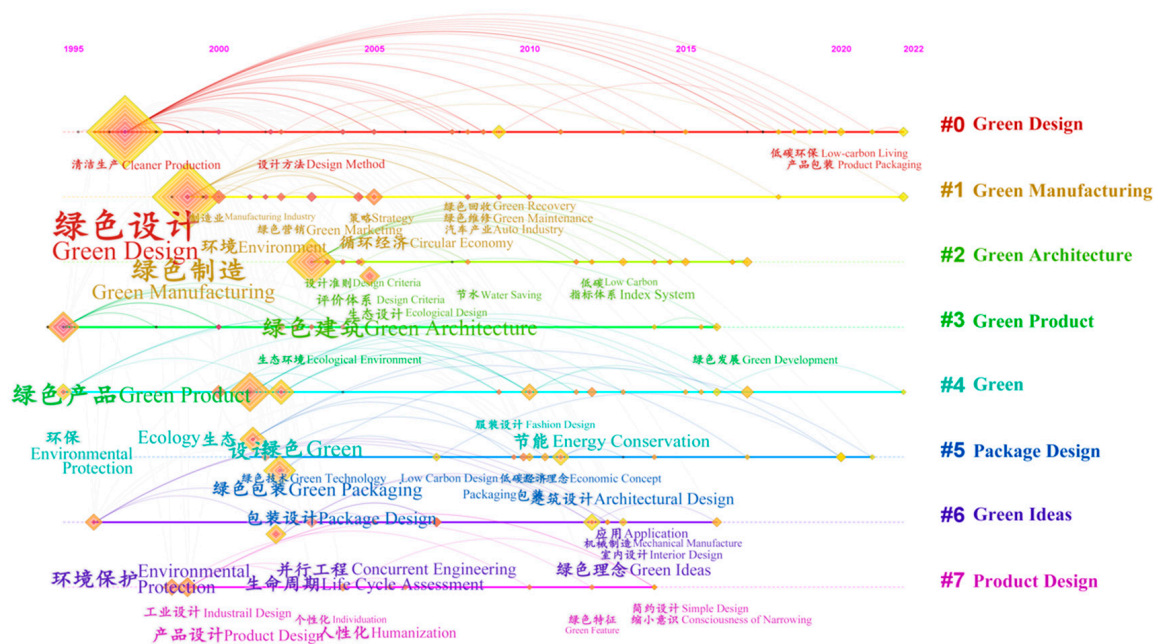 1995 2000 2005 2010 2015 2020 2022
#0 Green Design
清洁生产 Cleaner Production
设计方法 Design Method
低碳环保 Low-carbon Living
产品包装 Product Packaging
#1 Green Manufacturing
绿色设计
Green Design
制造业 Manufacturing Industry
策略 Strategy
绿色营销 Green Marketing
绿色回收 Green Recovery
绿色维修 Green Maintenance
汽车产业 Auto Industry
环境 Environment
循环经济 Circular Economy
#2 Green Architecture
绿色制造
Green Manufacturing
设计准则 Design Criteria
评价体系 Design Criteria
生态设计 Ecological Design
节水 Water Saving
低碳 Low Carbon
指标体系 Index System
#3 Green Product
绿色建筑 Green Architecture
生态环境 Ecological Environment
绿色发展 Green Development
#4 Green
绿色产品 Green Product
环保
Environmental
Protection
Ecology 生态
设计
绿色 Green
服装设计 Fashion Design
节能 Energy Conservation
#5 Package Design
绿色技术 Green Technology
Low Carbon Design
经济理念 Economic Concept
绿色包装 Green Packaging
Packaging 包装
建筑设计 Architectural Design
包装设计 Package Design
#6 Green Ideas
应用 Application
机械制造 Mechanical Manufacture
室内设计 Interior Design
绿色理念 Green Ideas
环境保护 Environmental
Protection
并行工程 Concurrent Engineering
生命周期 Life Cycle Assessment
#7 Product Design
工业设计 Industrail Design
个性化 Individuation
产品设计 Product Design
人性化 Humanization
绿色特征
Green Feature
简约设计 Simple Design
缩小意识 Consciousness of Narrowing